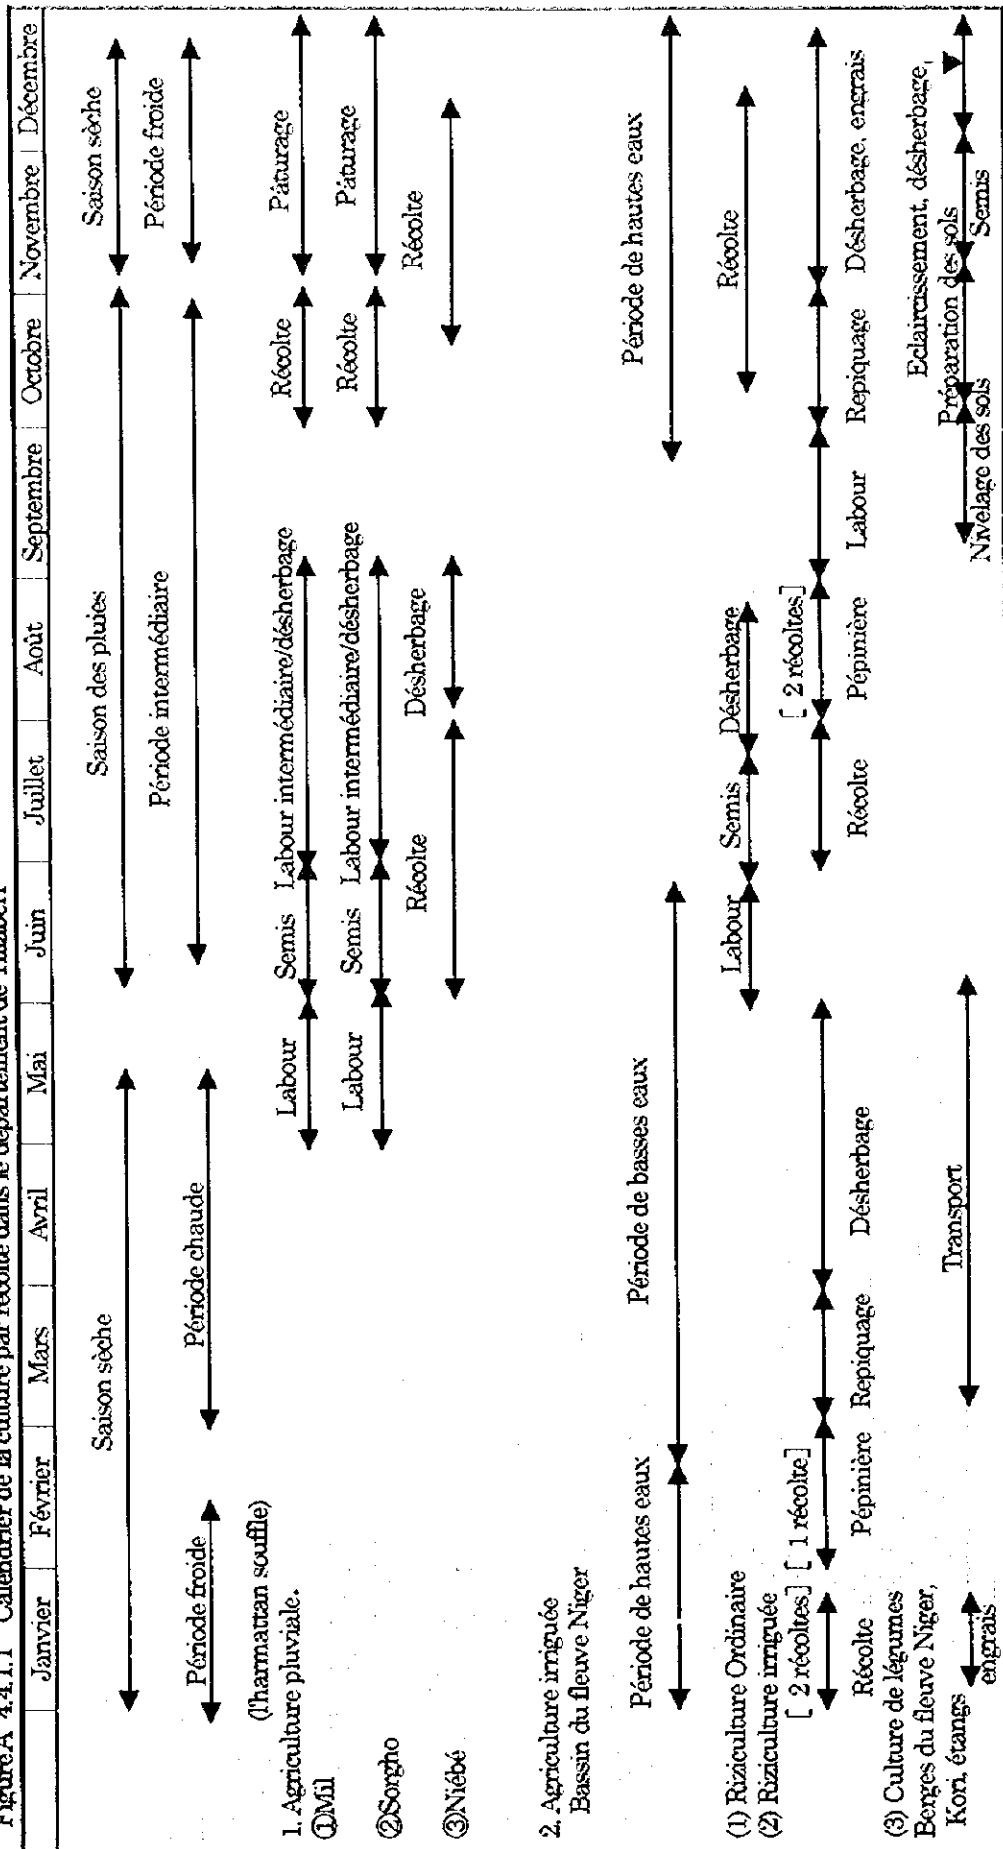 Figure A 4.4.1.1 Calendrier de la culture par récolte dans le département de Tillabéri
Janvier Février Mars Avril Mai Juin Juillet Août Septembre Octobre Novembre Décembre
Saison sèche Saison des pluies Saison sèche
Période froide Période chaude Période intermédiaire Période froide
(l'harmattan souffle)
1. Agriculture pluviale.
①Mil Labour Semis Labour intermédiaire/désherbage Récolte Pâturage
②Sorgho Labour Semis Labour intermédiaire/désherbage Récolte Pâturage
③Niébé Récolte Désherbage Récolte
2. Agriculture irriguée
Bassin du fleuve Niger
Période de hautes eaux Période de basses eaux Période de hautes eaux
(1) Riziculture Ordinaire Labour Semis Désherbage Récolte
(2) Riziculture irriguée
[ 2 récoltes] [ 1 récolte] [ 2 récoltes]
Récolte Pépinière Repiquage Désherbage Récolte Pépinière Labour Repiquage Désherbage, engrais
(3) Culture de légumes
Berges du fleuve Niger, Eclaircissement, désherbage,
Kori, étangs Transport Préparation des sols
engrais Nivelage des sols Semis